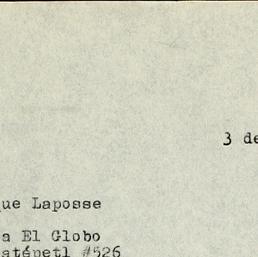 3 de
que Laposse
a El Globo
atépetl #526